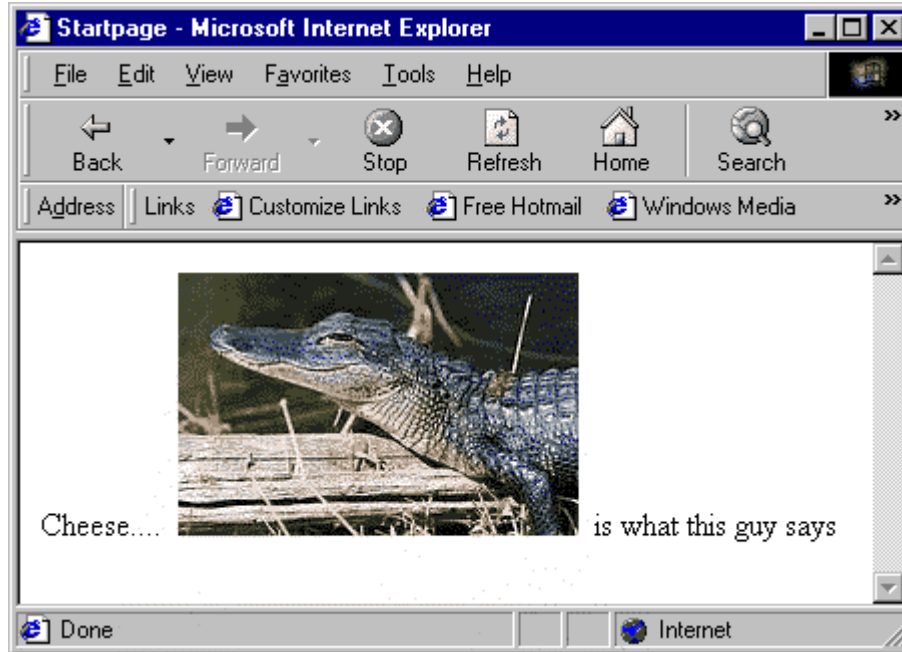 Startpage - Microsoft Internet Explorer
File Edit View Favorites Tools Help
Back Forward Stop Refresh Home Search »
Address Links Customize Links Free Hotmail Windows Media »
Cheese.... is what this guy says
Done Internet